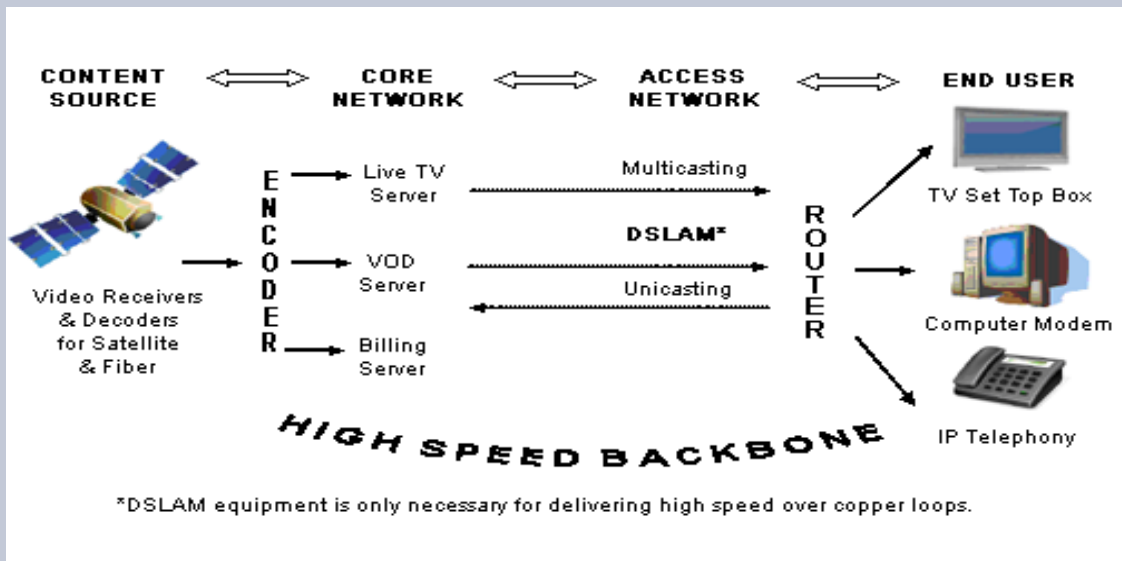 CONTENT
SOURCE
CORE
NETWORK
ACCESS
NETWORK
END USER
Video Receivers
& Decoders
for Satellite
& Fiber
ENCODER
Live TV
Server
VOD
Server
Billing
Server
Multicasting
DSLAM*
Unicasting
ROUTER
TV Set Top Box
Computer Modem
IP Telephony
HIGH SPEED BACKBONE
*DSLAM equipment is only necessary for delivering high speed over copper loops.